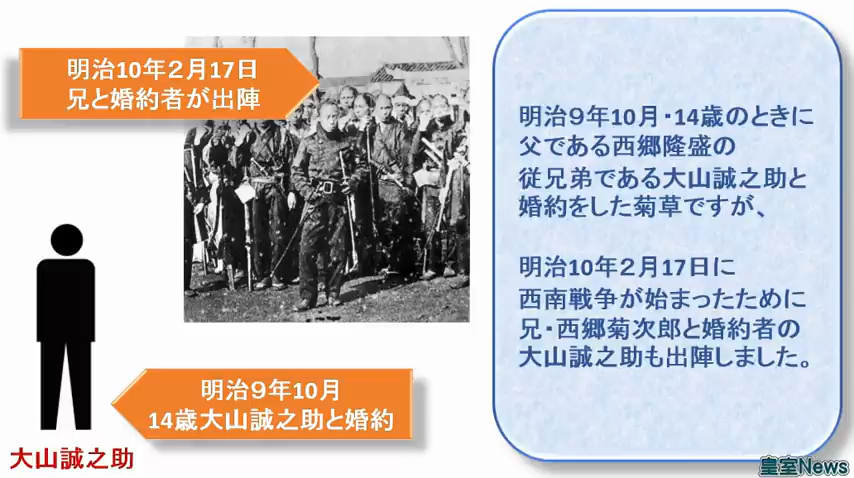 明治10年２月17日
兄と婚約者が出陣
明治９年10月・14歳のときに
父である西郷隆盛の
従兄弟である大山誠之助と
婚約をした菊草ですが、
明治10年２月17日に
西南戦争が始まったために
兄・西郷菊次郎と婚約者の
大山誠之助も出陣しました。
明治９年10月
14歳大山誠之助と婚約
大山誠之助
皇室News